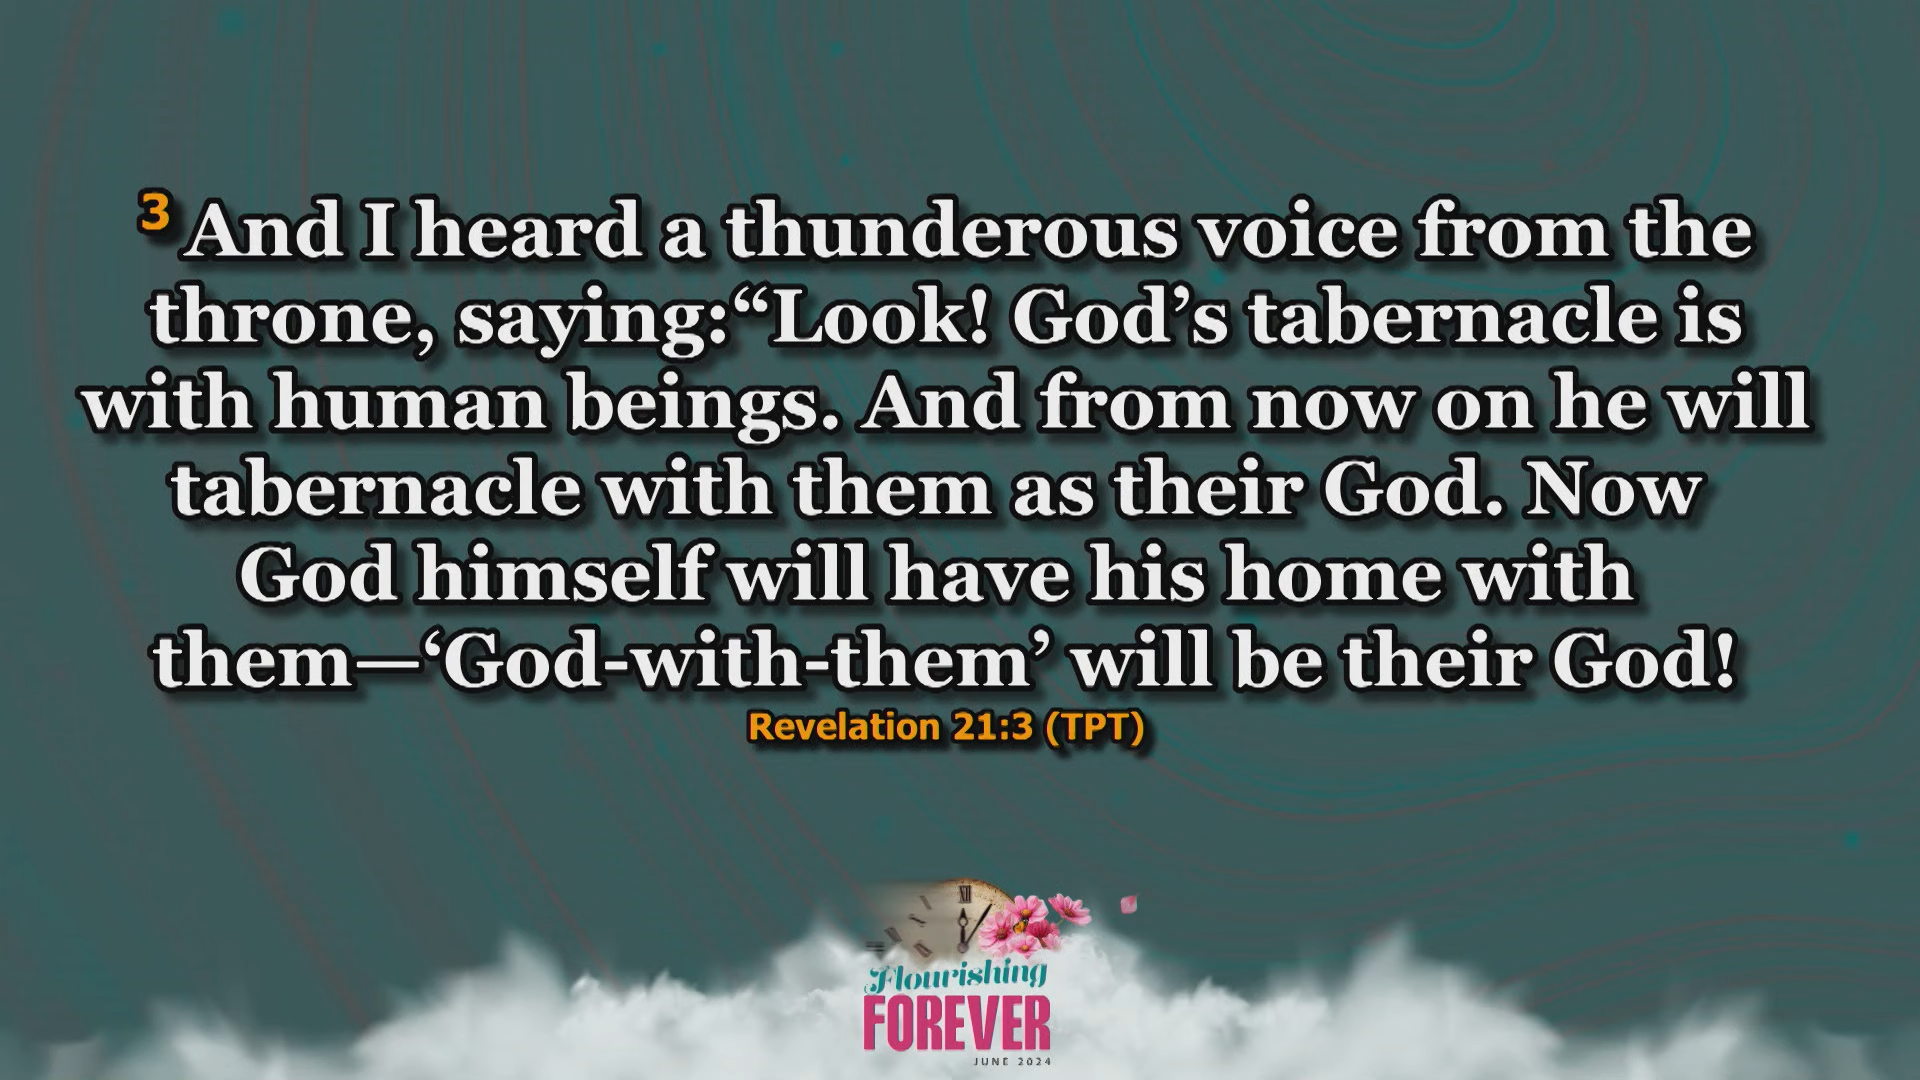 3 And I heard a thunderous voice from the
throne, saying:“Look! God’s tabernacle is
with human beings. And from now on he will
tabernacle with them as their God. Now
God himself will have his home with
them—‘God-with-them’ will be their God!
Revelation 21:3 (TPT)
XII
Flourishing
FOREVER
JUNE 2024